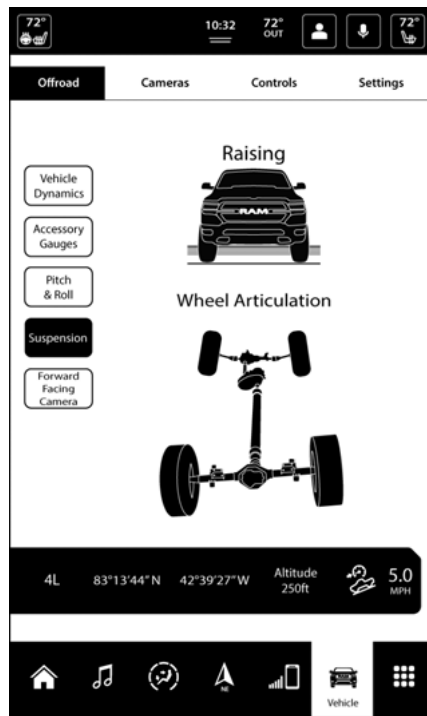 72°
10:32
72°
OUT
72°
Offroad
Cameras
Controls
Settings
Raising
Vehicle
Dynamics
RAM
Accessory
Gauges
Pitch
& Roll
Wheel Articulation
Suspension
Forward
Facing
Camera
4L
83°13'44"N
42°39'27"W
Altitude
250ft
5.0
MPH
NE
Vehicle